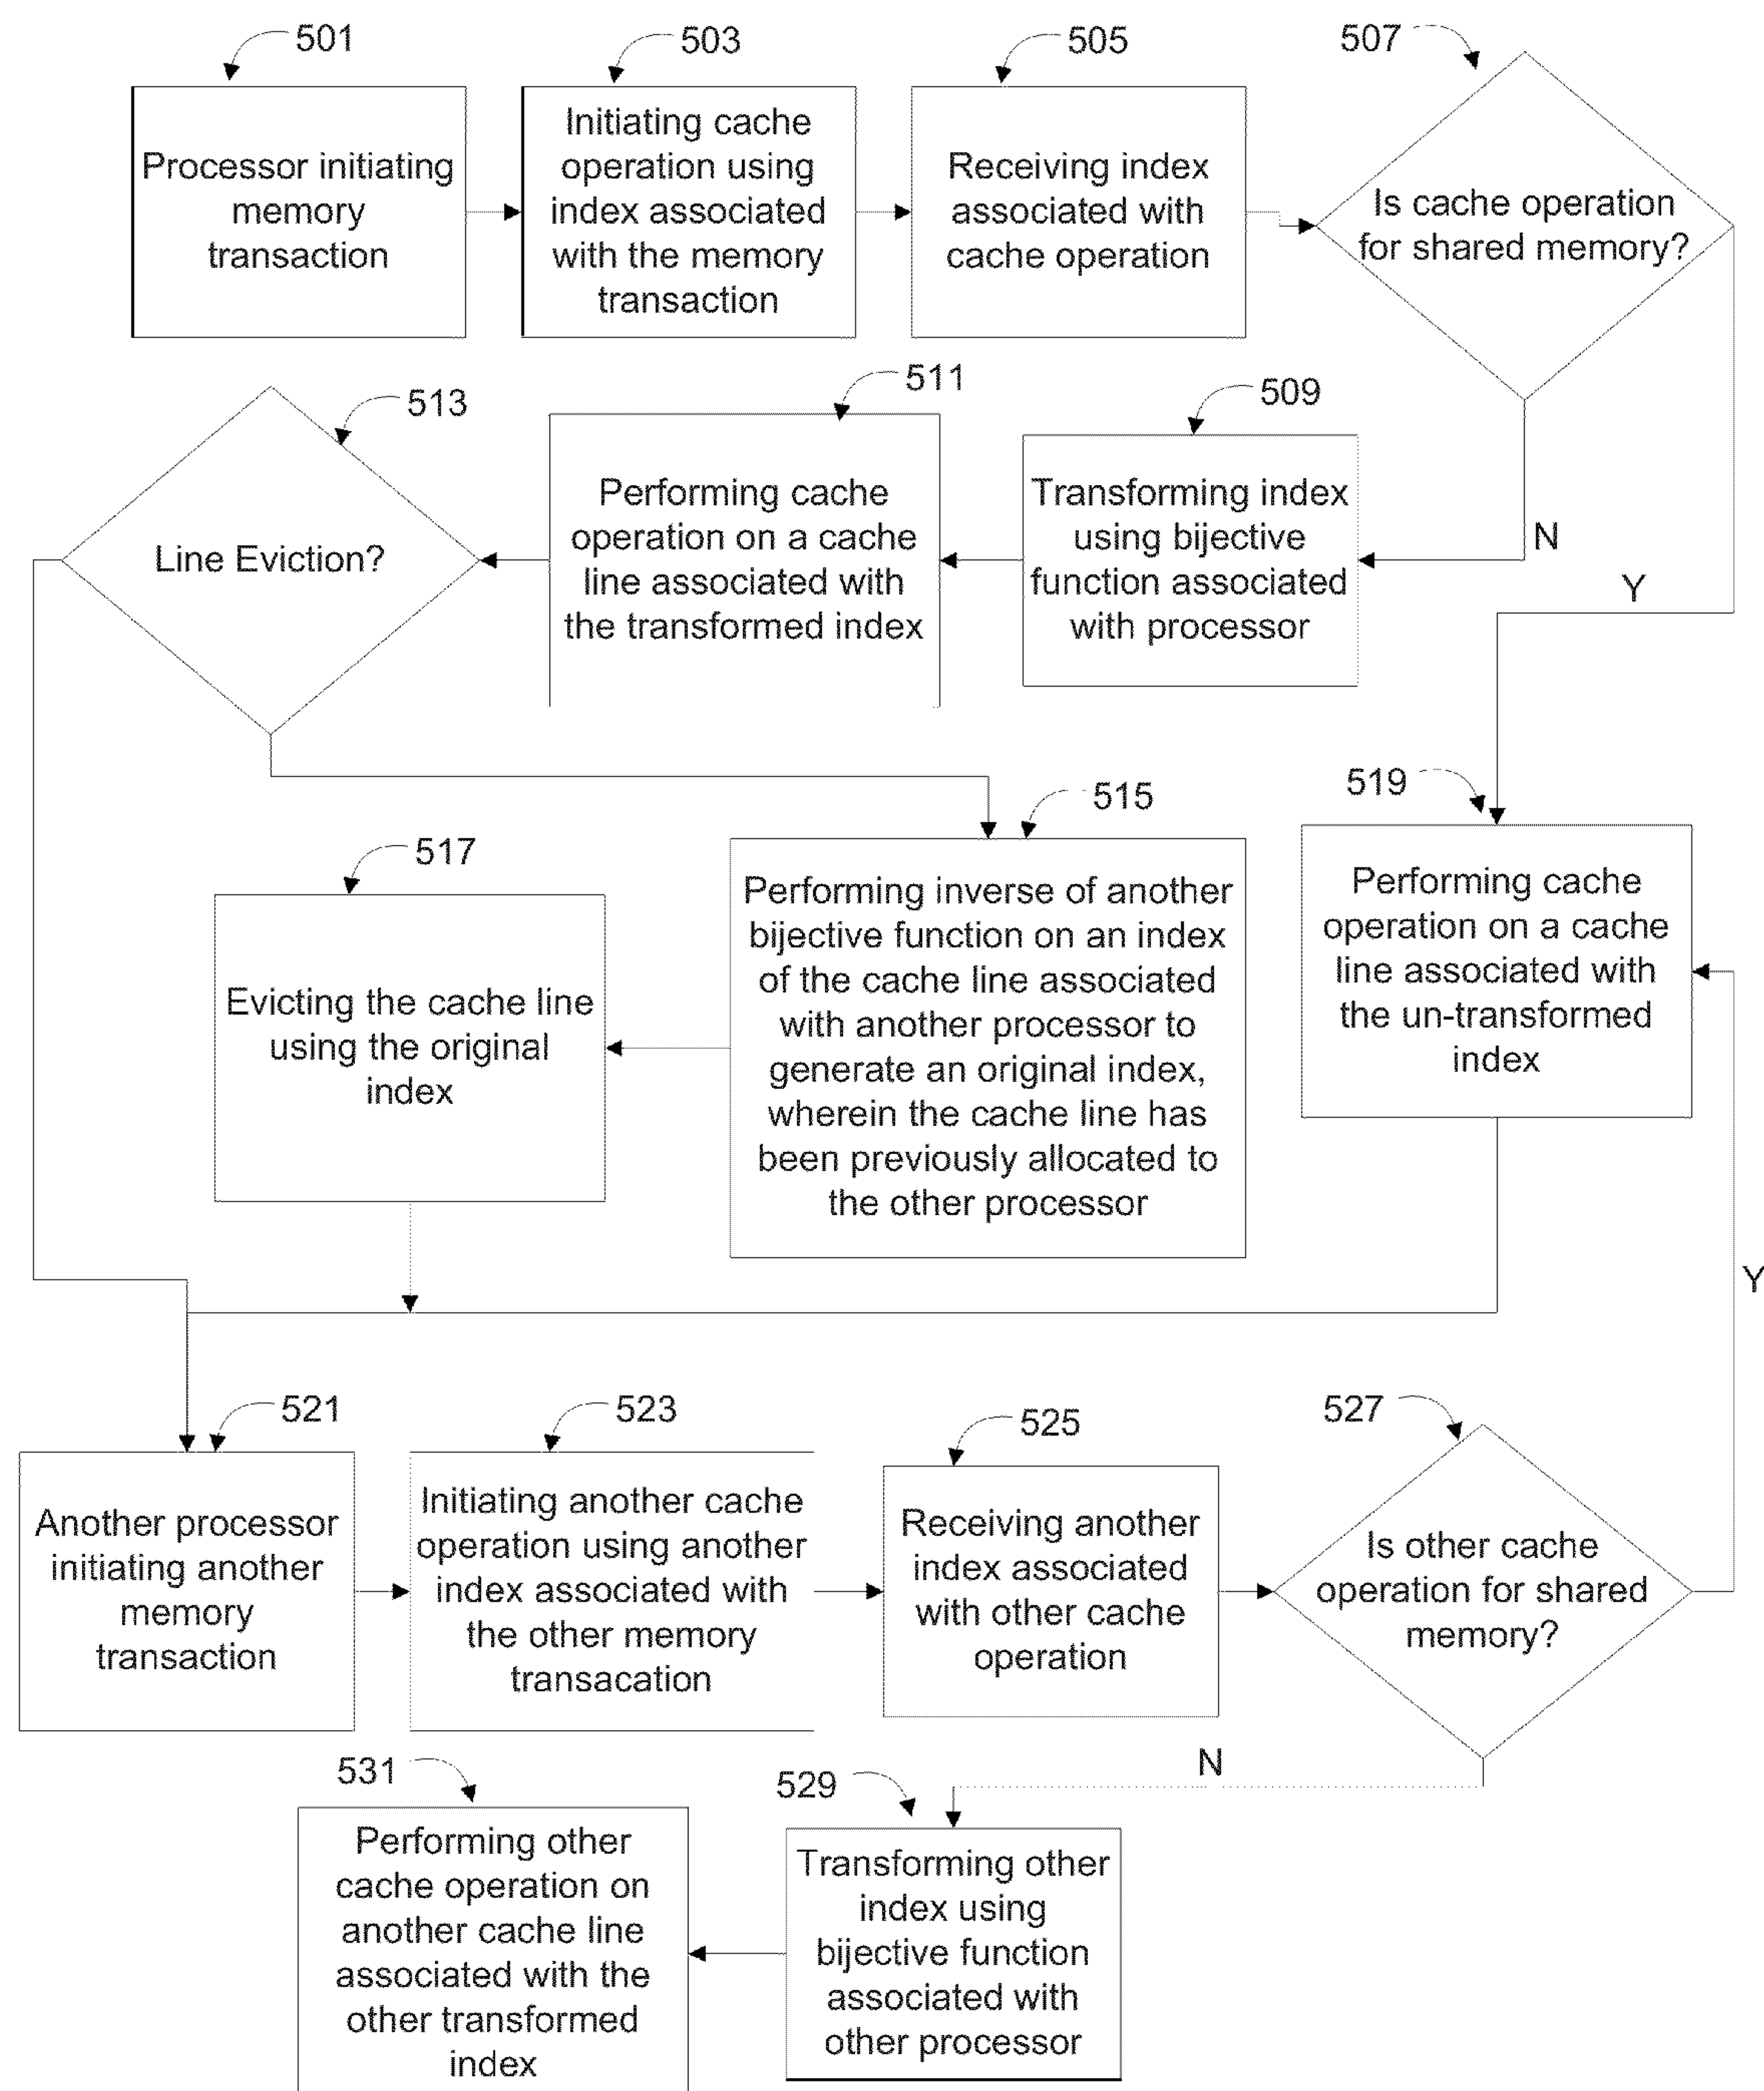 501
Processor initiating
memory
transaction
503
Initiating cache
operation using
index associated
with the memory
transaction
505
Receiving index
associated with
cache operation
507
Is cache operation
for shared memory?
N
Y
509
Transforming index
using bijective
function associated
with processor
511
Performing cache
operation on a cache
line associated with
the transformed index
513
Line Eviction?
515
Performing inverse of another
bijective function on an index
of the cache line associated
with another processor to
generate an original index,
wherein the cache line has
been previously allocated to
the other processor
517
Evicting the cache line
using the original
index
519
Performing cache
operation on a cache
line associated with
the un-transformed
index
Y
521
Another processor
initiating another
memory
transaction
523
Initiating another cache
operation using another
index associated with
the other memory
transacation
525
Receiving another
index associated
with other cache
operation
527
Is other cache
operation for shared
memory?
N
529
Transforming other
index using
bijective function
associated with
other processor
531
Performing other
cache operation on
another cache line
associated with the
other transformed
index